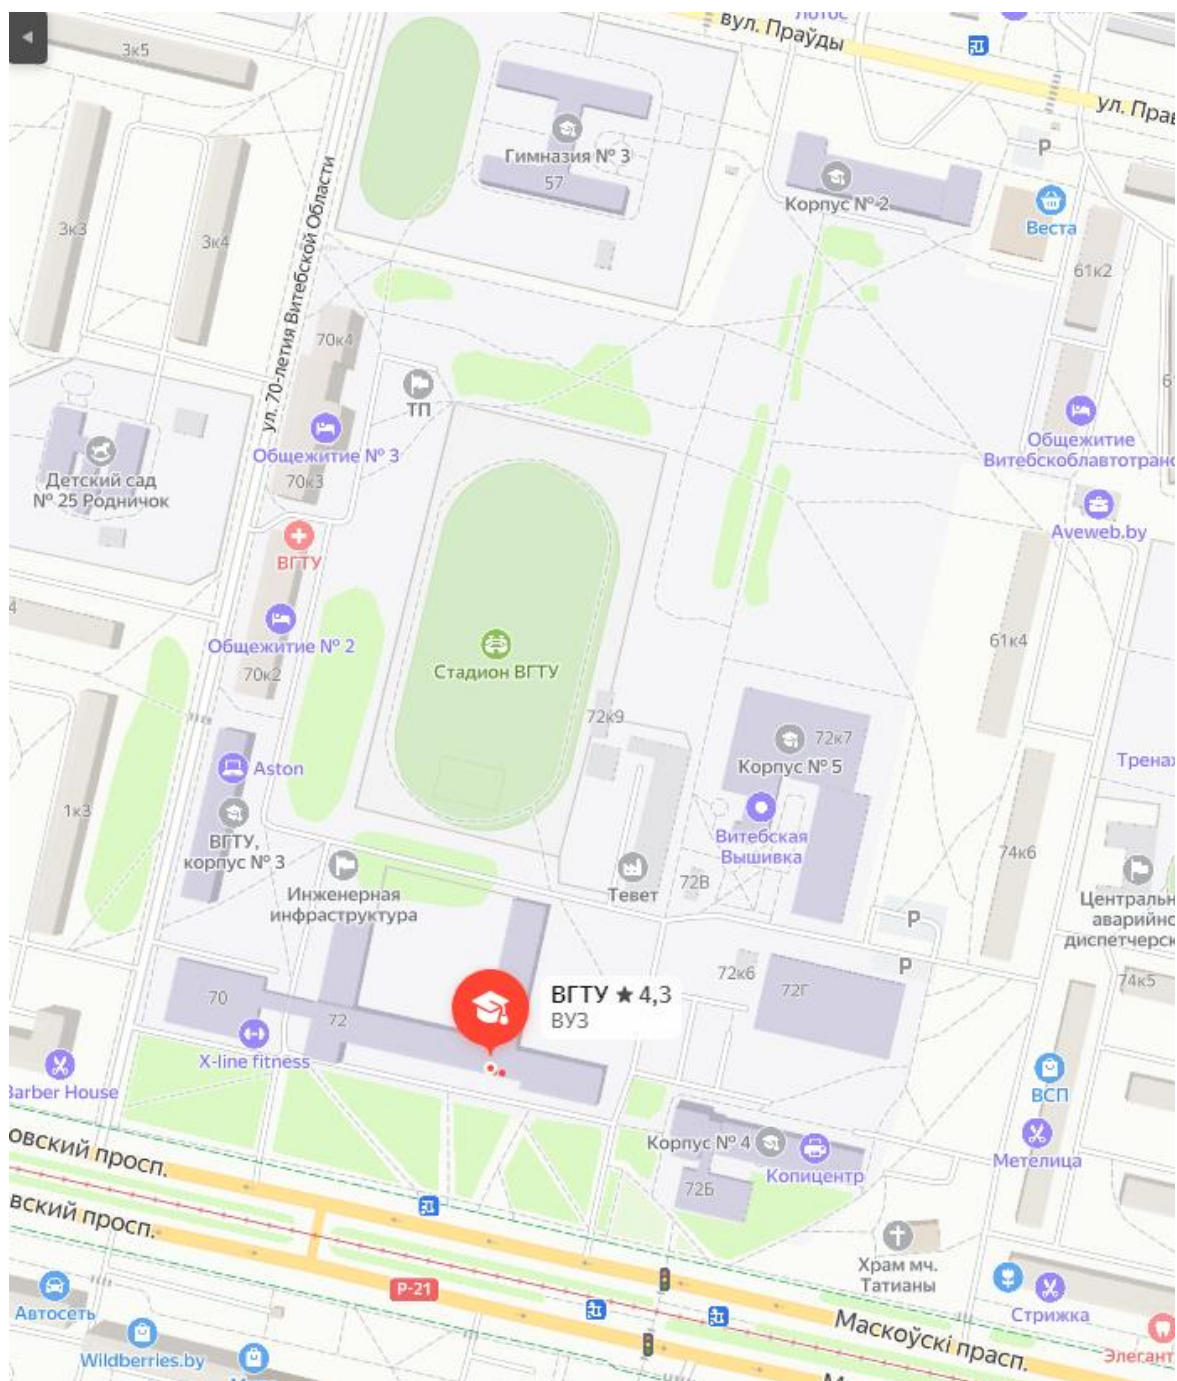 Лотос
вул. Праўды
3к5
ул. Прав
P
Гимназия № 3
57
Корпус № 2
Веста
3к3
3к4
ул. 70-летия Витебской Области
61к2
70к4
ТП
Общежитие № 3
70к3
Общежитие
Витебскоблавтотранс
Детский сад
№ 25 Родничок
Aveweb.by
ВГТУ
4
Общежитие № 2
70к2
61к4
Стадион ВГТУ
72к9
72к7
Корпус № 5
Aston
Тренаж
1к3
Витебская
Вышивка
ВГТУ,
корпус № 3
74к6
Инженерная
инфраструктура
Тевет
72В
P
Центральн
аварийно
диспетчерск
P
72к6
72Г
74к5
70
72
ВГТУ ★ 4,3
ВУЗ
X-line fitness
Barber House
ВСП
овский просп.
Корпус № 4
Копицентр
Метелица
72Б
вский просп.
Храм мч.
Татианы
Р-21
Автосеть
Стрижка
Маскоўскі прасп.
Элегант
Wildberries.by